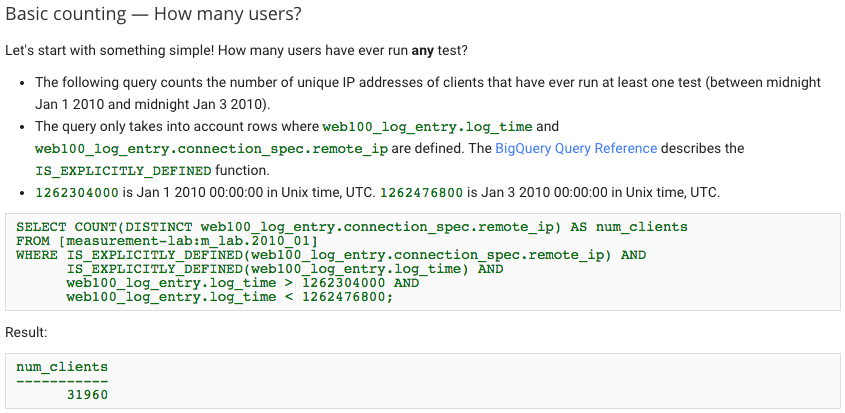 Basic counting — How many users?
Let's start with something simple! How many users have ever run any test?
• The following query counts the number of unique IP addresses of clients that have ever run at least one test (between midnight
Jan 1 2010 and midnight Jan 3 2010).
• The query only takes into account rows where web100_log_entry.log_time and
web100_log_entry.connection_spec.remote_ip are defined. The BigQuery Query Reference describes the
IS_EXPLICITLY_DEFINED function.
• 1262304000 is Jan 1 2010 00:00:00 in Unix time, UTC. 1262476800 is Jan 3 2010 00:00:00 in Unix time, UTC.
SELECT COUNT(DISTINCT web100_log_entry.connection_spec.remote_ip) AS num_clients
FROM [measurement-lab:m_lab.2010_01]
WHERE IS_EXPLICITLY_DEFINED(web100_log_entry.connection_spec.remote_ip) AND
      IS_EXPLICITLY_DEFINED(web100_log_entry.log_time) AND
      web100_log_entry.log_time > 1262304000 AND
      web100_log_entry.log_time < 1262476800;
Result:
num_clients
-----------
      31960